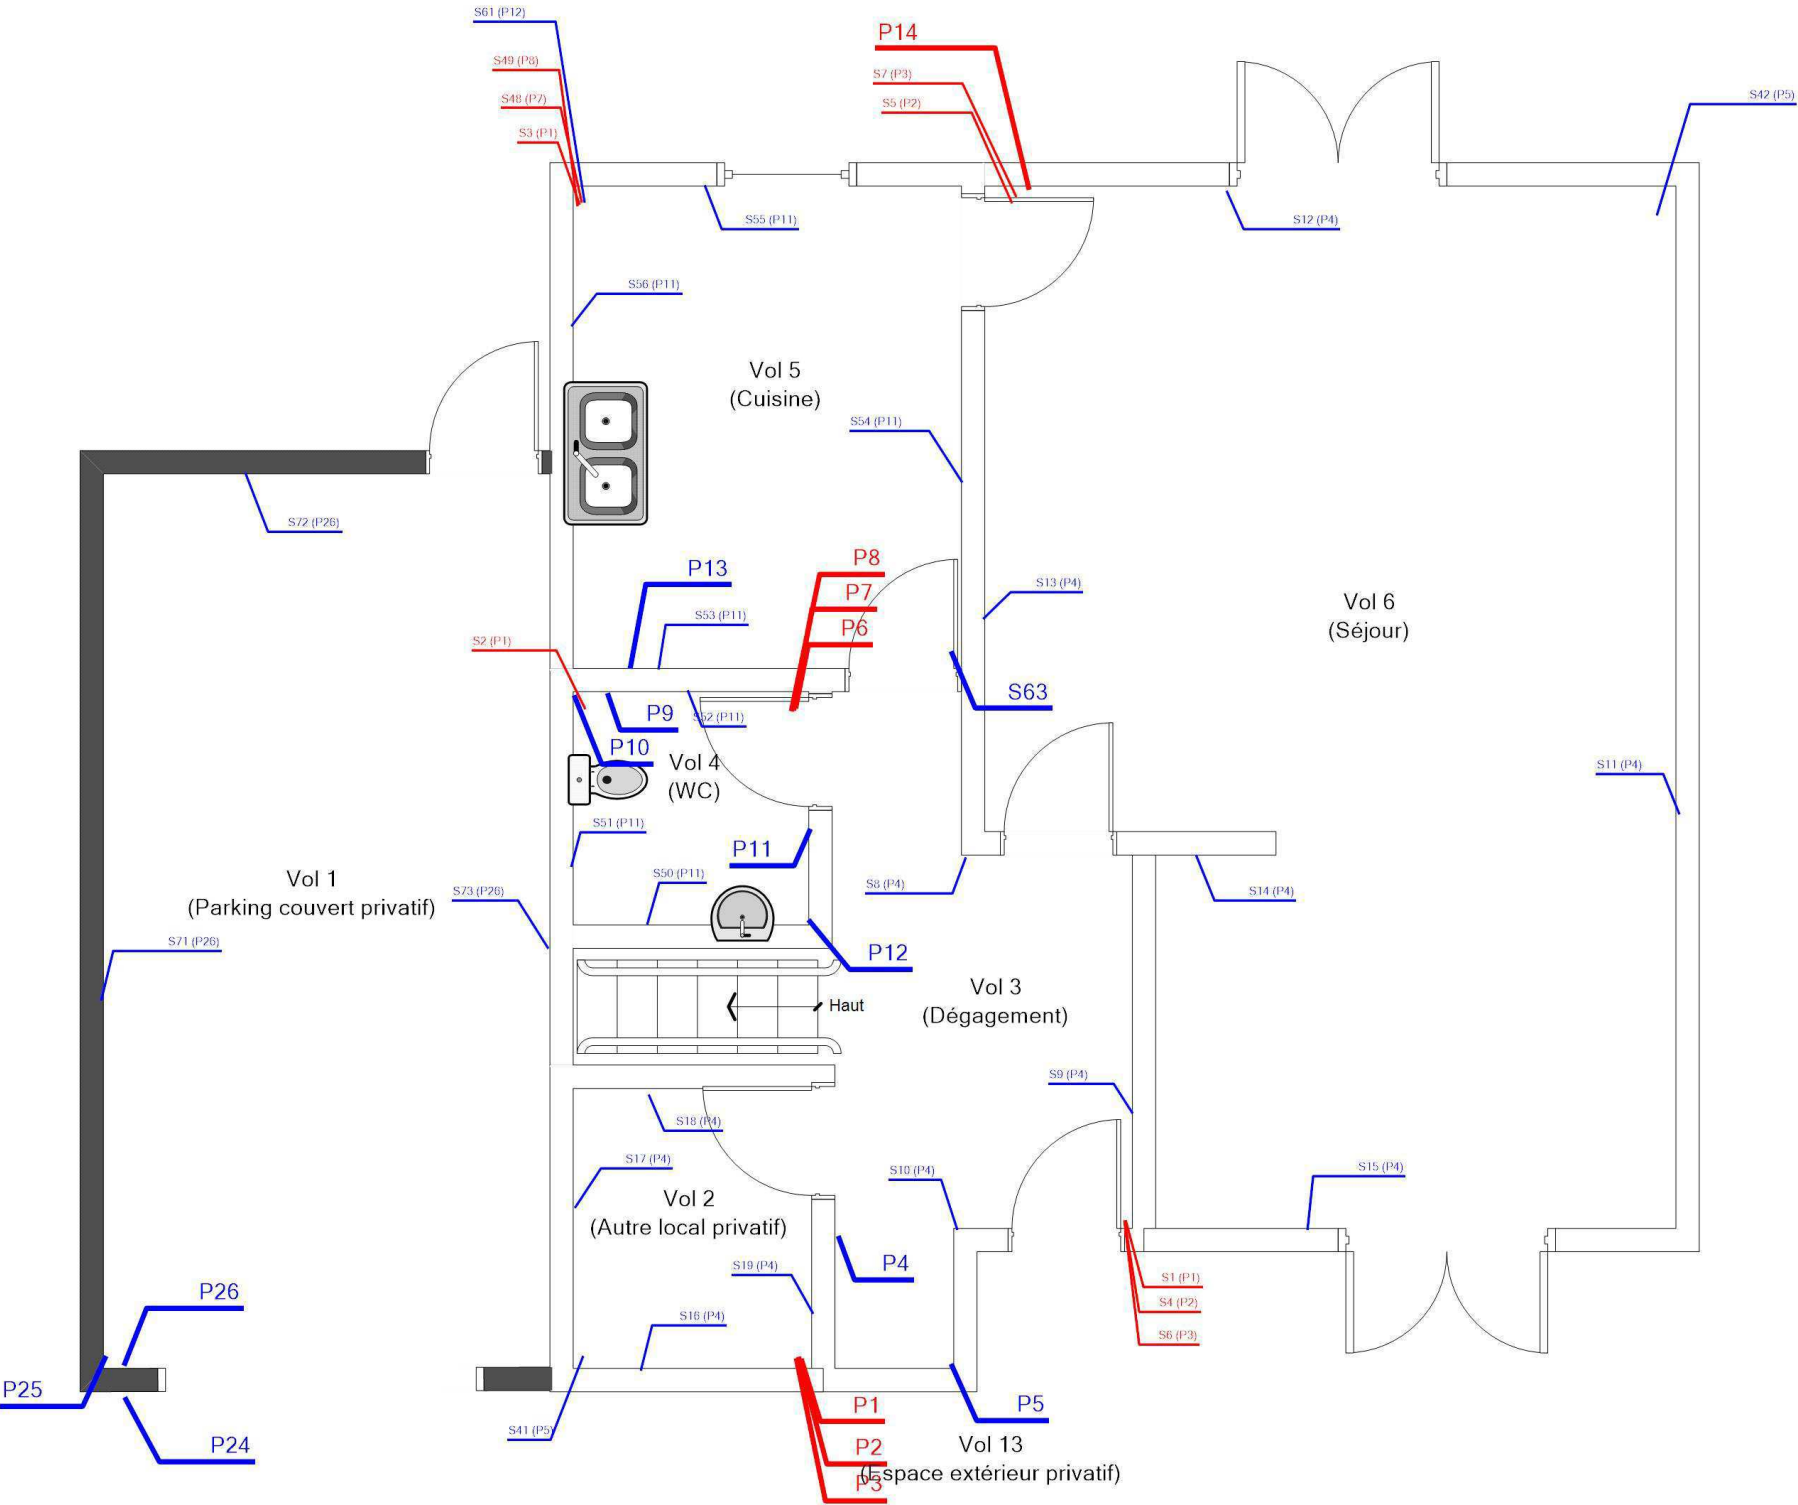 S61 (P12)
P14
S49 (P8)
S7 (P3)
S42 (P5)
S48 (P7)
S5 (P2)
S3 (P1)
S55 (P11)
S12 (P4)
S56 (P11)
Vol 5
(Cuisine)
S54 (P11)
S72 (P26)
P8
P13
S13 (P4)
P7
Vol 6
(Séjour)
S53 (P11)
P6
S2 (P1)
S63
P9
S52 (P11)
P10
Vol 4
(WC)
S11 (P4)
S51 (P11)
P11
S50 (P11)
Vol 1
(Parking couvert privatif)
S73 (P26)
S8 (P4)
S14 (P4)
S71 (P26)
P12
Vol 3
(Dégagement)
Haut
S9 (P4)
S18 (P4)
S17 (P4)
S10 (P4)
S15 (P4)
Vol 2
(Autre local privatif)
S19 (P4)
P4
S1 (P1)
P26
S4 (P2)
S16 (P4)
S6 (P3)
P25
P1
P5
S41 (P5)
P24
P2
Vol 13
(Espace extérieur privatif)
P3